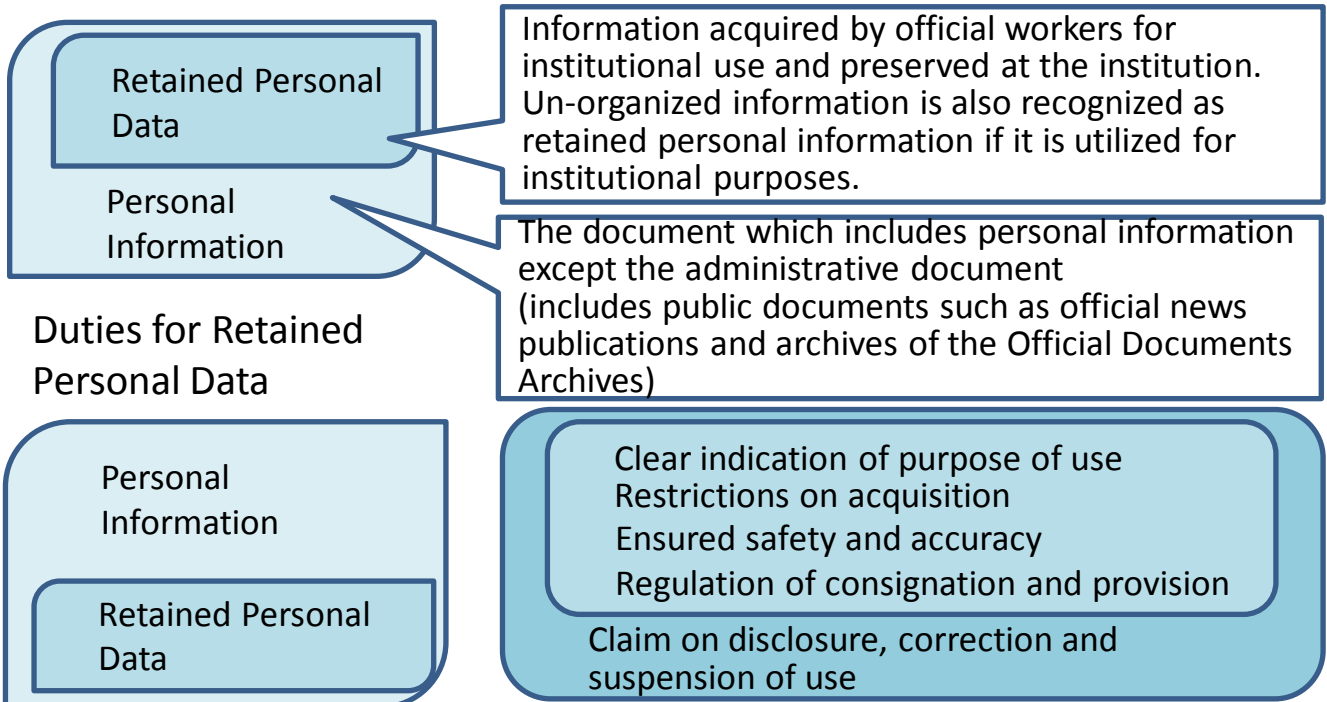 Retained Personal
Data
Personal
Information
Information acquired by official workers for
institutional use and preserved at the institution.
Un-organized information is also recognized as
retained personal information if it is utilized for
institutional purposes.
The document which includes personal information
except the administrative document
(includes public documents such as official news
publications and archives of the Official Documents
Archives)
Duties for Retained
Personal Data
Personal
Information
Retained Personal
Data
Clear indication of purpose of use
Restrictions on acquisition
Ensured safety and accuracy
Regulation of consignation and provision
Claim on disclosure, correction and
suspension of use